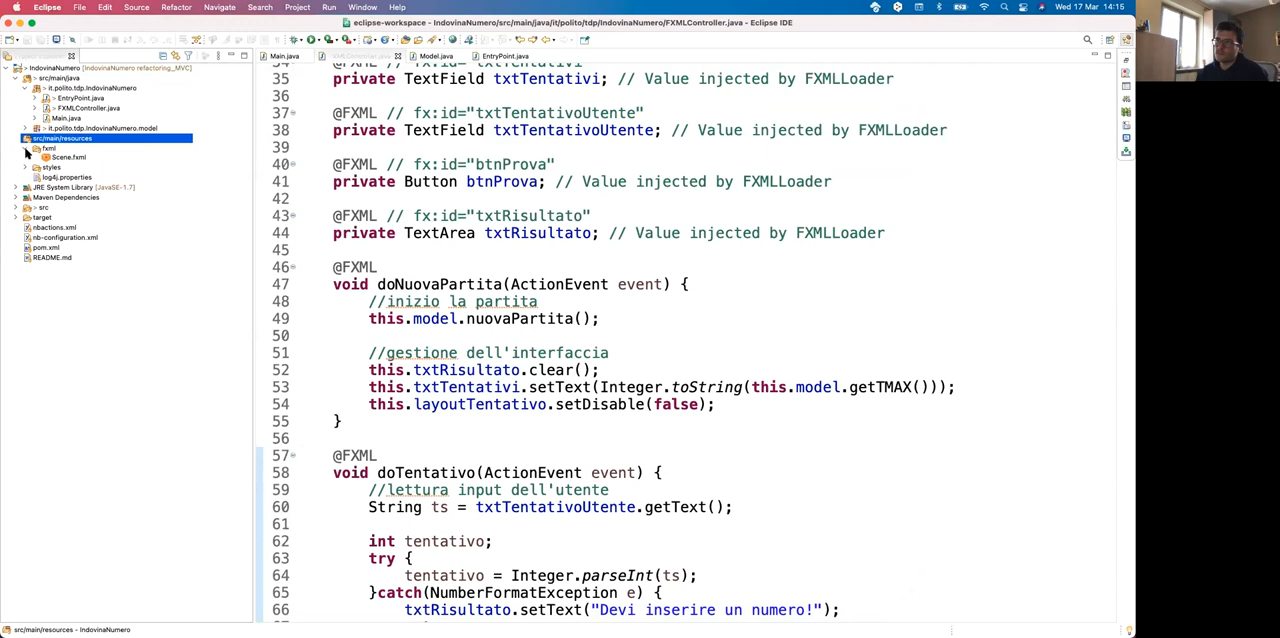 Eclipse File Edit Source Refactor Navigate Search Project Run Window Help Wed 17 March 14:15
eclipse-workspace - IndovinaNumero/src/main/java/it/polito/tdp/IndovinaNumero/FXMLController.java - Eclipse IDE
Main.java FXMLController.java Model.java EntryPoint.java
IndovinaNumero [IndovinaNumero refactoring_MVC]
src/main/java
it.polito.tdp.IndovinaNumero
EntryPoint.java
FXMLController.java
Main.java
it.polito.tdp.IndovinaNumero.model
src/main/resources
fxml
Scene.fxml
styles
log4j.properties
JRE System Library [JavaSE-1.7]
Maven Dependencies
src
target
nbactions.xml
nb-configuration.xml
pom.xml
README.md
34 @FXML // fx:id="txtTentativi"
35 private TextField txtTentativi; // Value injected by FXMLLoader
36
37 @FXML // fx:id="txtTentativoUtente"
38 private TextField txtTentativoUtente; // Value injected by FXMLLoader
39
40 @FXML // fx:id="btnProva"
41 private Button btnProva; // Value injected by FXMLLoader
42
43 @FXML // fx:id="txtRisultato"
44 private TextArea txtRisultato; // Value injected by FXMLLoader
45
46 @FXML
47 void doNuovaPartita(ActionEvent event) {
48 //inizio la partita
49 this.model.nuovaPartita();
50
51 //gestione dell'interfaccia
52 this.txtRisultato.clear();
53 this.txtTentativi.setText(Integer.toString(this.model.getTMAX()));
54 this.layoutTentativo.setDisable(false);
55 }
56
57 @FXML
58 void doTentativo(ActionEvent event) {
59 //lettura input dell'utente
60 String ts = txtTentativoUtente.getText();
61
62 int tentativo;
63 try {
64 tentativo = Integer.parseInt(ts);
65 }catch(NumberFormatException e) {
66 txtRisultato.setText("Devi inserire un numero!");
src/main/resources - IndovinaNumero